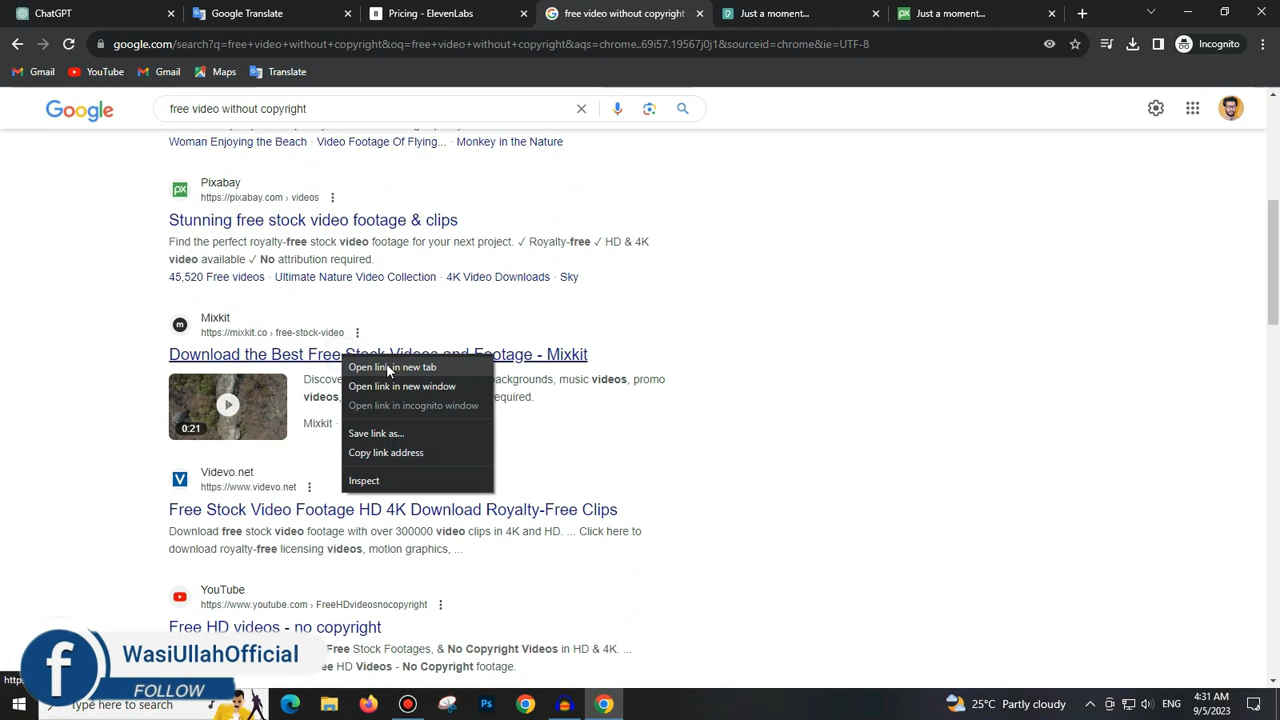 ChatGPT
Google Translate
Pricing - ElevenLabs
free video without copyright
Just a moment...
Just a moment...
google.com/search?q=free+video+without+copyright&oq=free+video+without+copyright&aqs=chrome..69i57.19567j0j1&sourceid=chrome&ie=UTF-8
Incognito
Gmail
YouTube
Gmail
Maps
Translate
Google
free video without copyright
Woman Enjoying the Beach · Video Footage Of Flying... · Monkey in the Nature
Pixabay
https://pixabay.com › videos
Stunning free stock video footage & clips
Find the perfect royalty-free stock video footage for your next project. ✓ Royalty-free ✓ HD & 4K
video available ✓ No attribution required.
45,520 Free videos · Ultimate Nature Video Collection · 4K Video Downloads · Sky
Mixkit
https://mixkit.co › free-stock-video
Download the Best Free Stock Videos and Footage - Mixkit
Open link in new tab
Open link in new window
Open link in incognito window
Save link as...
Copy link address
Inspect
Discov
backgrounds, music videos, promo
videos,
required.
Mixkit ·
0:21
Videvo.net
https://www.videvo.net
Free Stock Video Footage HD 4K Download Royalty-Free Clips
Download free stock video footage with over 300000 video clips in 4K and HD. ... Click here to
download royalty-free licensing videos, motion graphics, ...
YouTube
https://www.youtube.com › FreeHDvideosnocopyright
Free HD videos - no copyright
Free Stock Footages, & No Copyright Videos in HD & 4K. ...
HD Videos - No Copyright footage.
WasiUllahOfficial
FOLLOW
Type here to search
25°C Partly cloudy
ENG
4:31 AM
9/5/2023